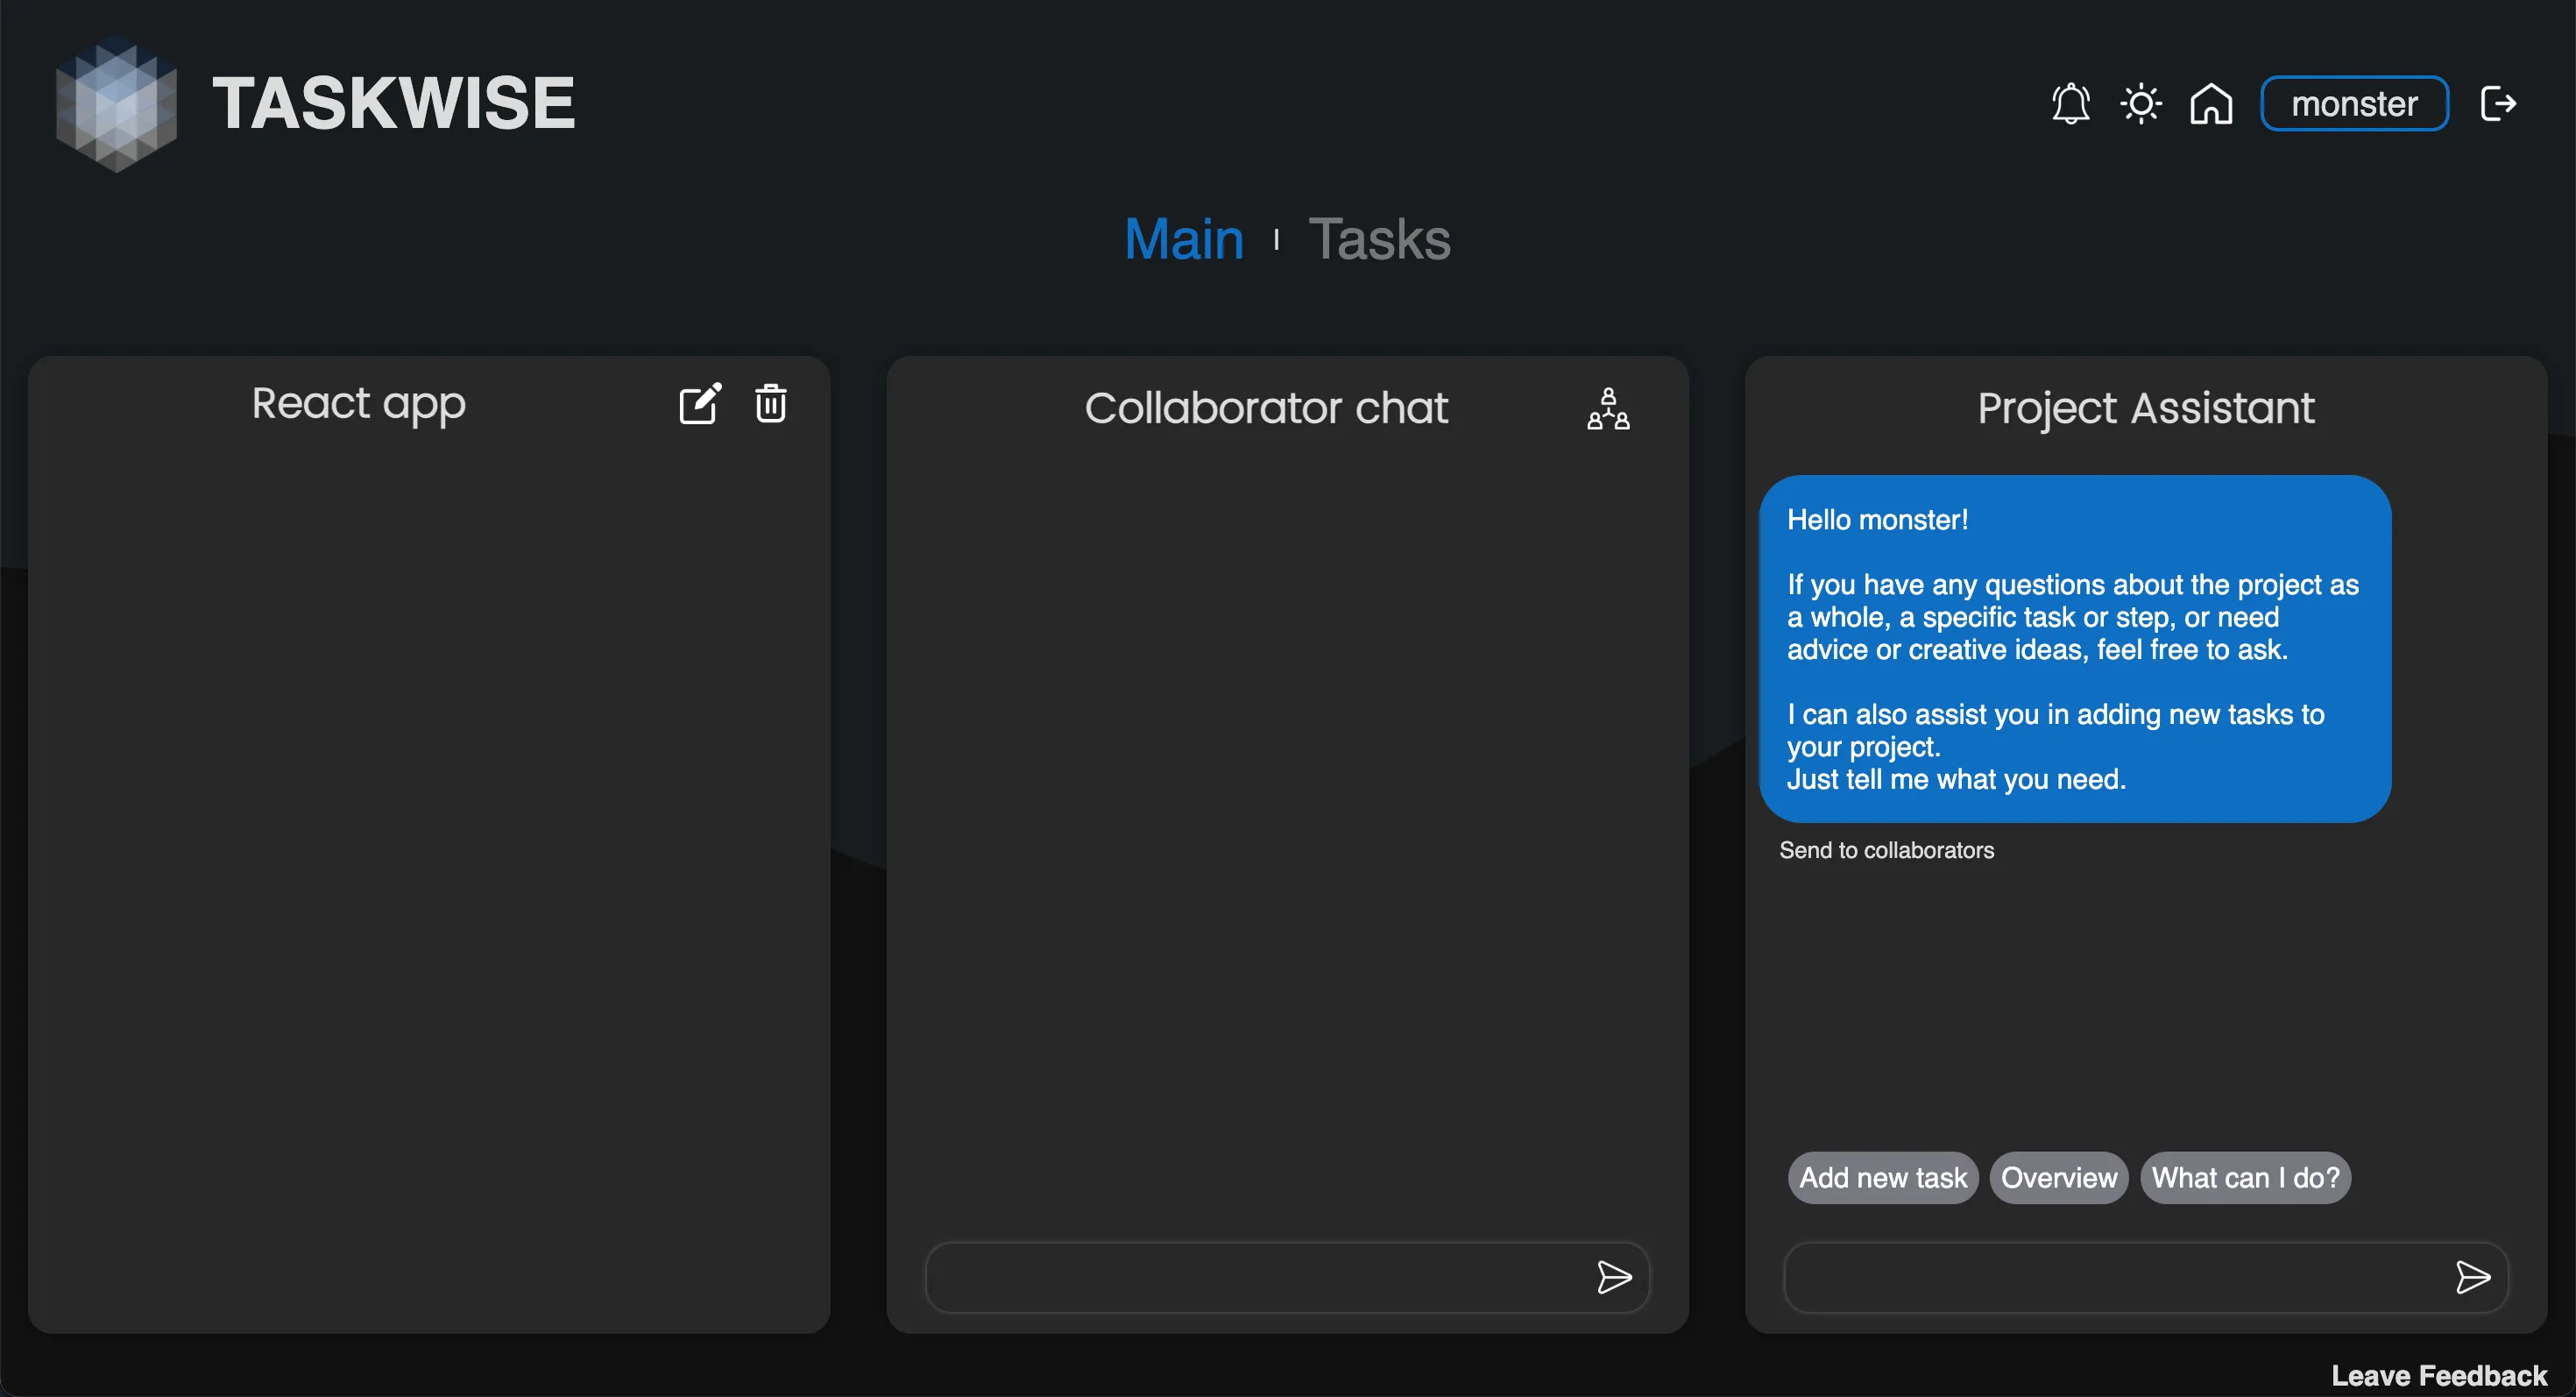 TASKWISE
monster
Main
Tasks
React app
Collaborator chat
Project Assistant
Hello monster!
If you have any questions about the project as
a whole, a specific task or step, or need
advice or creative ideas, feel free to ask.
I can also assist you in adding new tasks to
your project.
Just tell me what you need.
Send to collaborators
Add new task
Overview
What can I do?
Leave Feedback